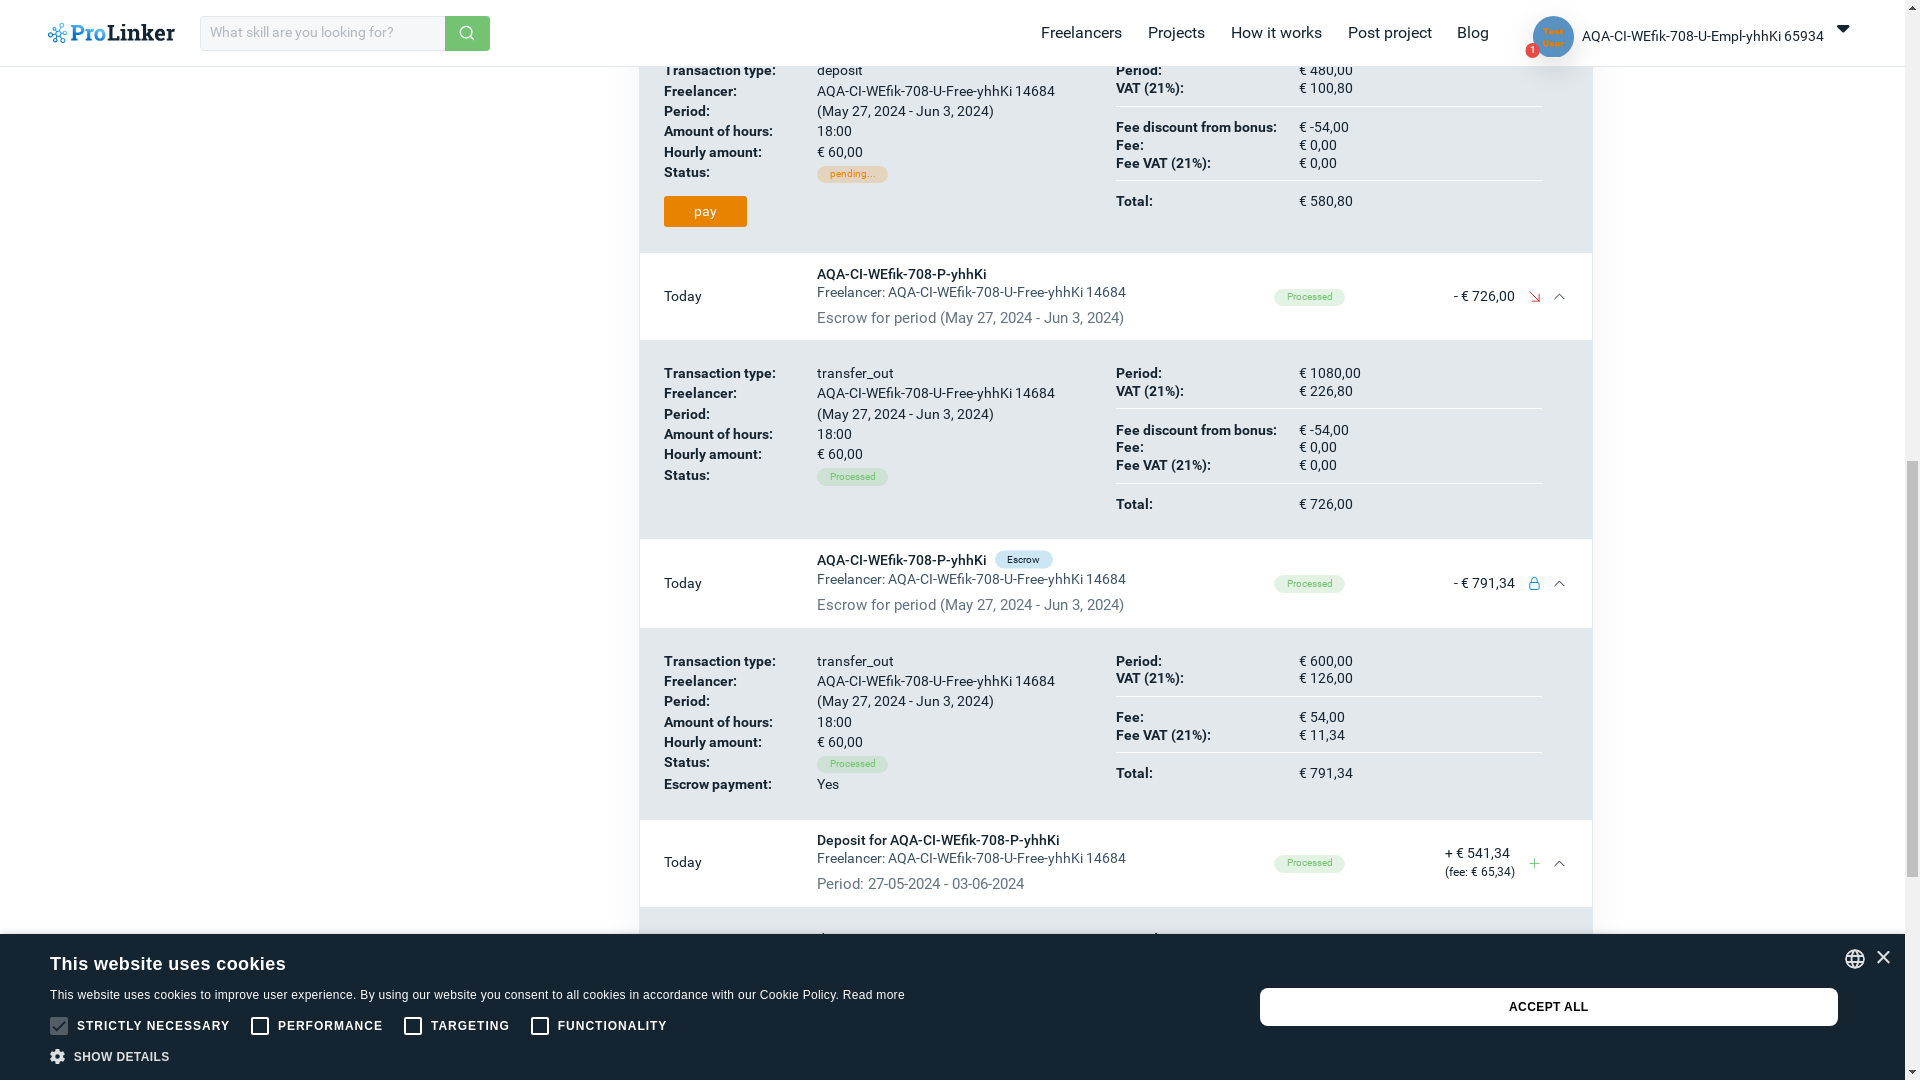 ProLinker
What skill are you looking for?
Freelancers
Projects
How it works
Post project
Blog
Test User
1
AQA-CI-WEfik-708-U-Empl-yhhKi 65934
Transaction type: deposit
Freelancer: AQA-CI-WEfik-708-U-Free-yhhKi 14684
Period: (May 27, 2024 - Jun 3, 2024)
Amount of hours: 18:00
Hourly amount: € 60,00
Status: pending...
pay
Period: € 480,00
VAT (21%): € 100,80
Fee discount from bonus: € -54,00
Fee: € 0,00
Fee VAT (21%): € 0,00
Total: € 580,80
Today
AQA-CI-WEfik-708-P-yhhKi
Freelancer: AQA-CI-WEfik-708-U-Free-yhhKi 14684
Escrow for period (May 27, 2024 - Jun 3, 2024)
Processed
- € 726,00
Transaction type: transfer_out
Freelancer: AQA-CI-WEfik-708-U-Free-yhhKi 14684
Period: (May 27, 2024 - Jun 3, 2024)
Amount of hours: 18:00
Hourly amount: € 60,00
Status: Processed
Period: € 1080,00
VAT (21%): € 226,80
Fee discount from bonus: € -54,00
Fee: € 0,00
Fee VAT (21%): € 0,00
Total: € 726,00
Today
AQA-CI-WEfik-708-P-yhhKi Escrow
Freelancer: AQA-CI-WEfik-708-U-Free-yhhKi 14684
Escrow for period (May 27, 2024 - Jun 3, 2024)
Processed
- € 791,34
Transaction type: transfer_out
Freelancer: AQA-CI-WEfik-708-U-Free-yhhKi 14684
Period: (May 27, 2024 - Jun 3, 2024)
Amount of hours: 18:00
Hourly amount: € 60,00
Status: Processed
Escrow payment: Yes
Period: € 600,00
VAT (21%): € 126,00
Fee: € 54,00
Fee VAT (21%): € 11,34
Total: € 791,34
Today
Deposit for AQA-CI-WEfik-708-P-yhhKi
Freelancer: AQA-CI-WEfik-708-U-Free-yhhKi 14684
Period: 27-05-2024 - 03-06-2024
Processed
+ € 541,34
(fee: € 65,34)
This website uses cookies
This website uses cookies to improve user experience. By using our website you consent to all cookies in accordance with our Cookie Policy. Read more
STRICTLY NECESSARY
PERFORMANCE
TARGETING
FUNCTIONALITY
SHOW DETAILS
ACCEPT ALL